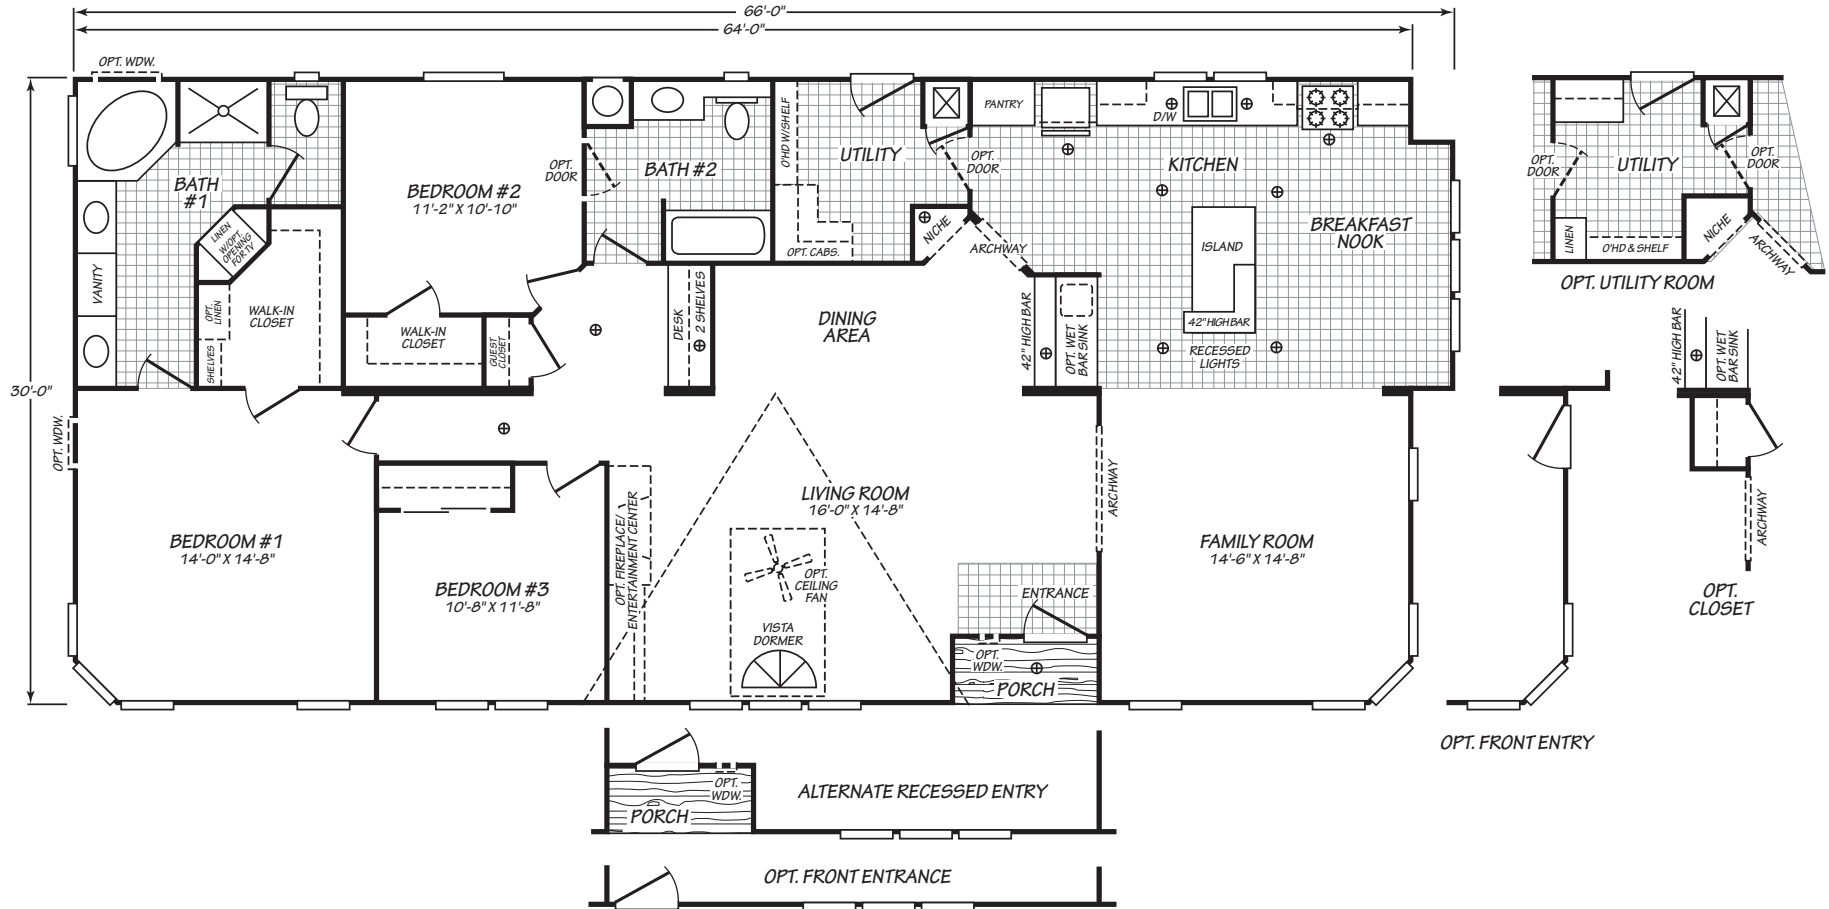 66'-0"
64'-0"
OPT. WDW.
30'-0"
BATH
#1
LINEN
W/OPT.
OPENING
FOR TV
VANITY
OPT.
LINEN
SHELVES
WALK-IN
CLOSET
BEDROOM #2
11'-2" X 10'-10"
WALK-IN
CLOSET
GUEST
CLOSET
OPT.
DOOR
BATH #2
O'HD W/SHELF
UTILITY
OPT. CABS.
OPT.
DOOR
NICHE
ARCHWAY
PANTRY
D/W
KITCHEN
ISLAND
42" HIGH BAR
RECESSED
LIGHTS
BREAKFAST
NOOK
DESK
2 SHELVES
DINING
AREA
42" HIGH BAR
OPT. WET
BAR SINK
OPT. WDW.
BEDROOM #1
14'-0" X 14'-8"
BEDROOM #3
10'-8" X 11'-8"
OPT. FIREPLACE/
ENTERTAINMENT CENTER
LIVING ROOM
16'-0" X 14'-8"
OPT.
CEILING
FAN
VISTA
DORMER
ENTRANCE
OPT.
WDW.
PORCH
ARCHWAY
FAMILY ROOM
14'-6" X 14'-8"
OPT.
DOOR
UTILITY
OPT.
DOOR
LINEN
O'HD & SHELF
NICHE
ARCHWAY
OPT. UTILITY ROOM
42" HIGH BAR
OPT. WET
BAR SINK
ARCHWAY
OPT.
CLOSET
OPT. FRONT ENTRY
OPT.
WDW.
PORCH
ALTERNATE RECESSED ENTRY
OPT. FRONT ENTRANCE